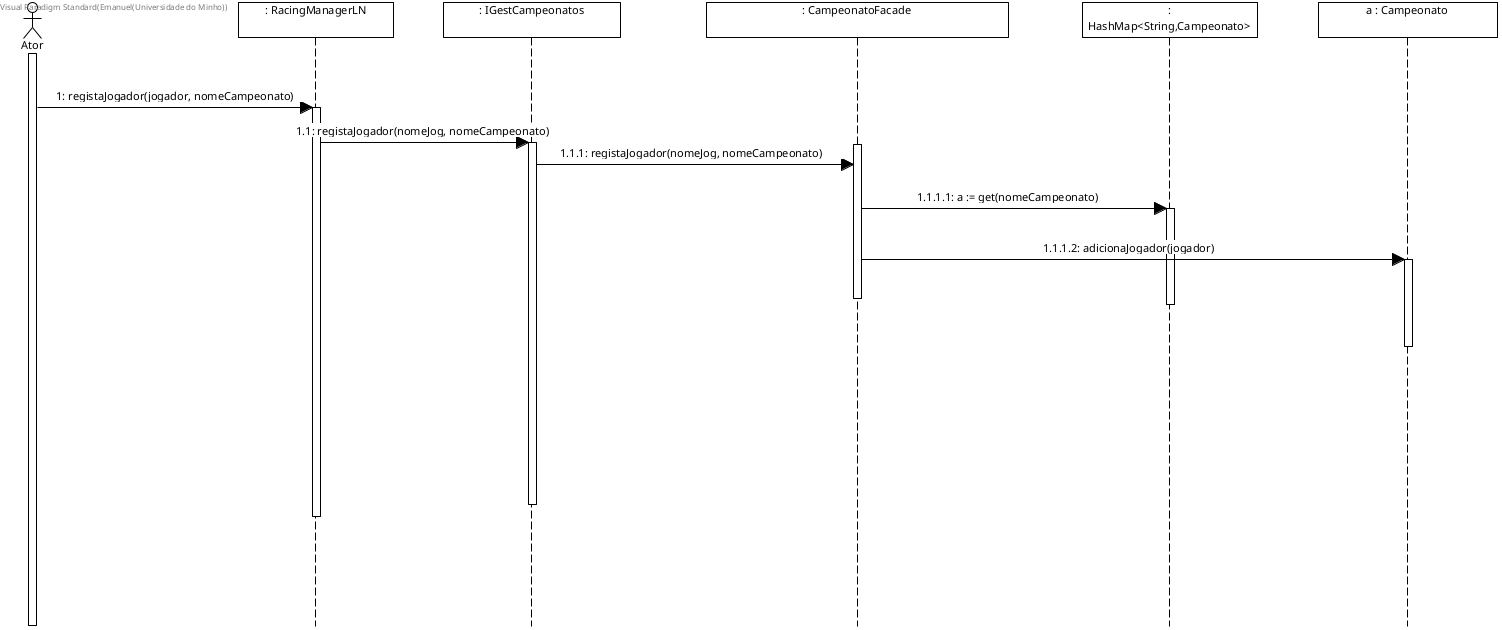 Visual Paradigm Standard(Emanuel(Universidade do Minho))
Ator
: RacingManagerLN
: IGestCampeonatos
: CampeonatoFacade
:
HashMap<String,Campeonato>
a : Campeonato
1: registaJogador(jogador, nomeCampeonato)
1.1: registaJogador(nomeJog, nomeCampeonato)
1.1.1: registaJogador(nomeJog, nomeCampeonato)
1.1.1.1: a := get(nomeCampeonato)
1.1.1.2: adicionaJogador(jogador)